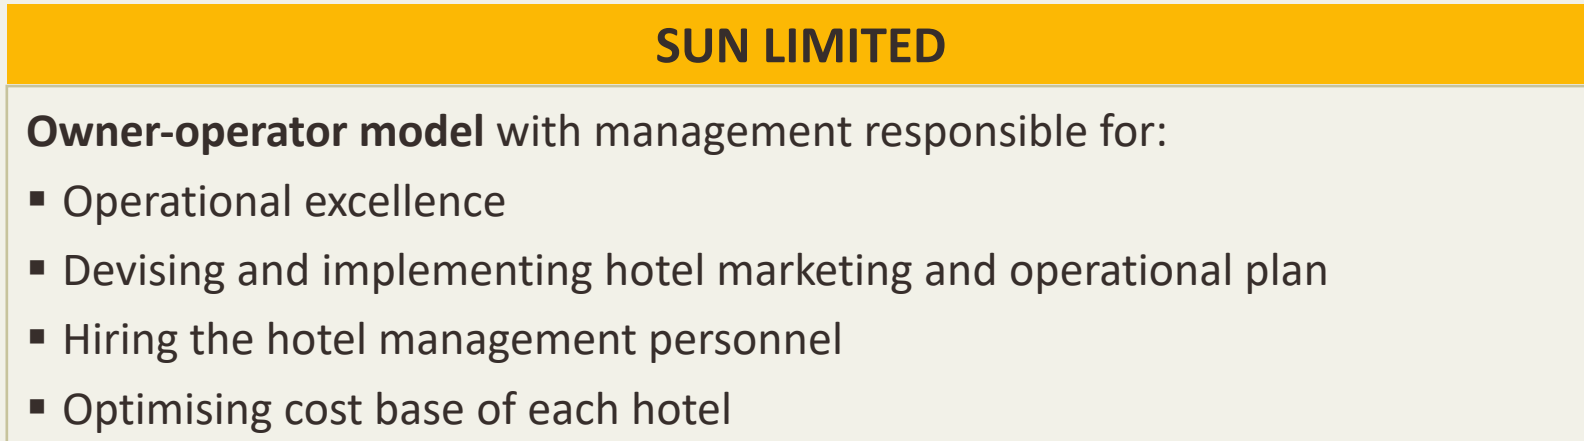 SUN LIMITED
Owner-operator model with management responsible for:
▪ Operational excellence
▪ Devising and implementing hotel marketing and operational plan
▪ Hiring the hotel management personnel
▪ Optimising cost base of each hotel